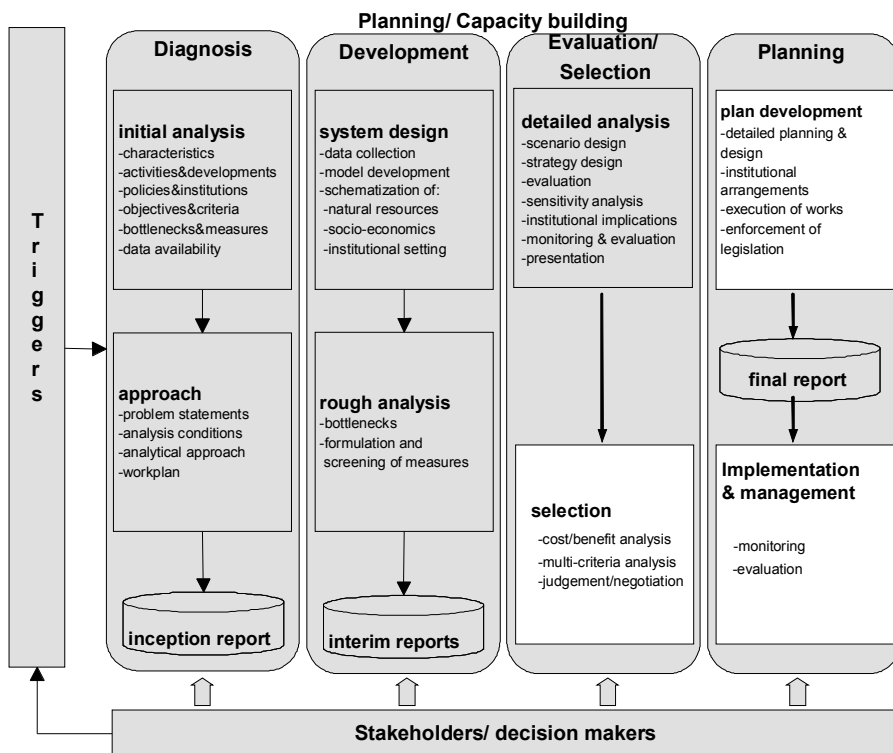 Planning/ Capacity building
Triggers
Diagnosis
initial analysis
-characteristics
-activities&developments
-policies&institutions
-objectives&criteria
-bottlenecks&measures
-data availability
approach
-problem statements
-analysis conditions
-analytical approach
-workplan
inception report
Development
system design
-data collection
-model development
-schematization of:
-natural resources
-socio-economics
-institutional setting
rough analysis
-bottlenecks
-formulation and
screening of measures
interim reports
Evaluation/
Selection
detailed analysis
-scenario design
-strategy design
-evaluation
-sensitivity analysis
-institutional implications
-monitoring & evaluation
-presentation
selection
-cost/benefit analysis
-multi-criteria analysis
-judgement/negotiation
Planning
plan development
-detailed planning &
design
-institutional
arrangements
-execution of works
-enforcement of
legislation
final report
Implementation
& management
-monitoring
-evaluation
Stakeholders/ decision makers